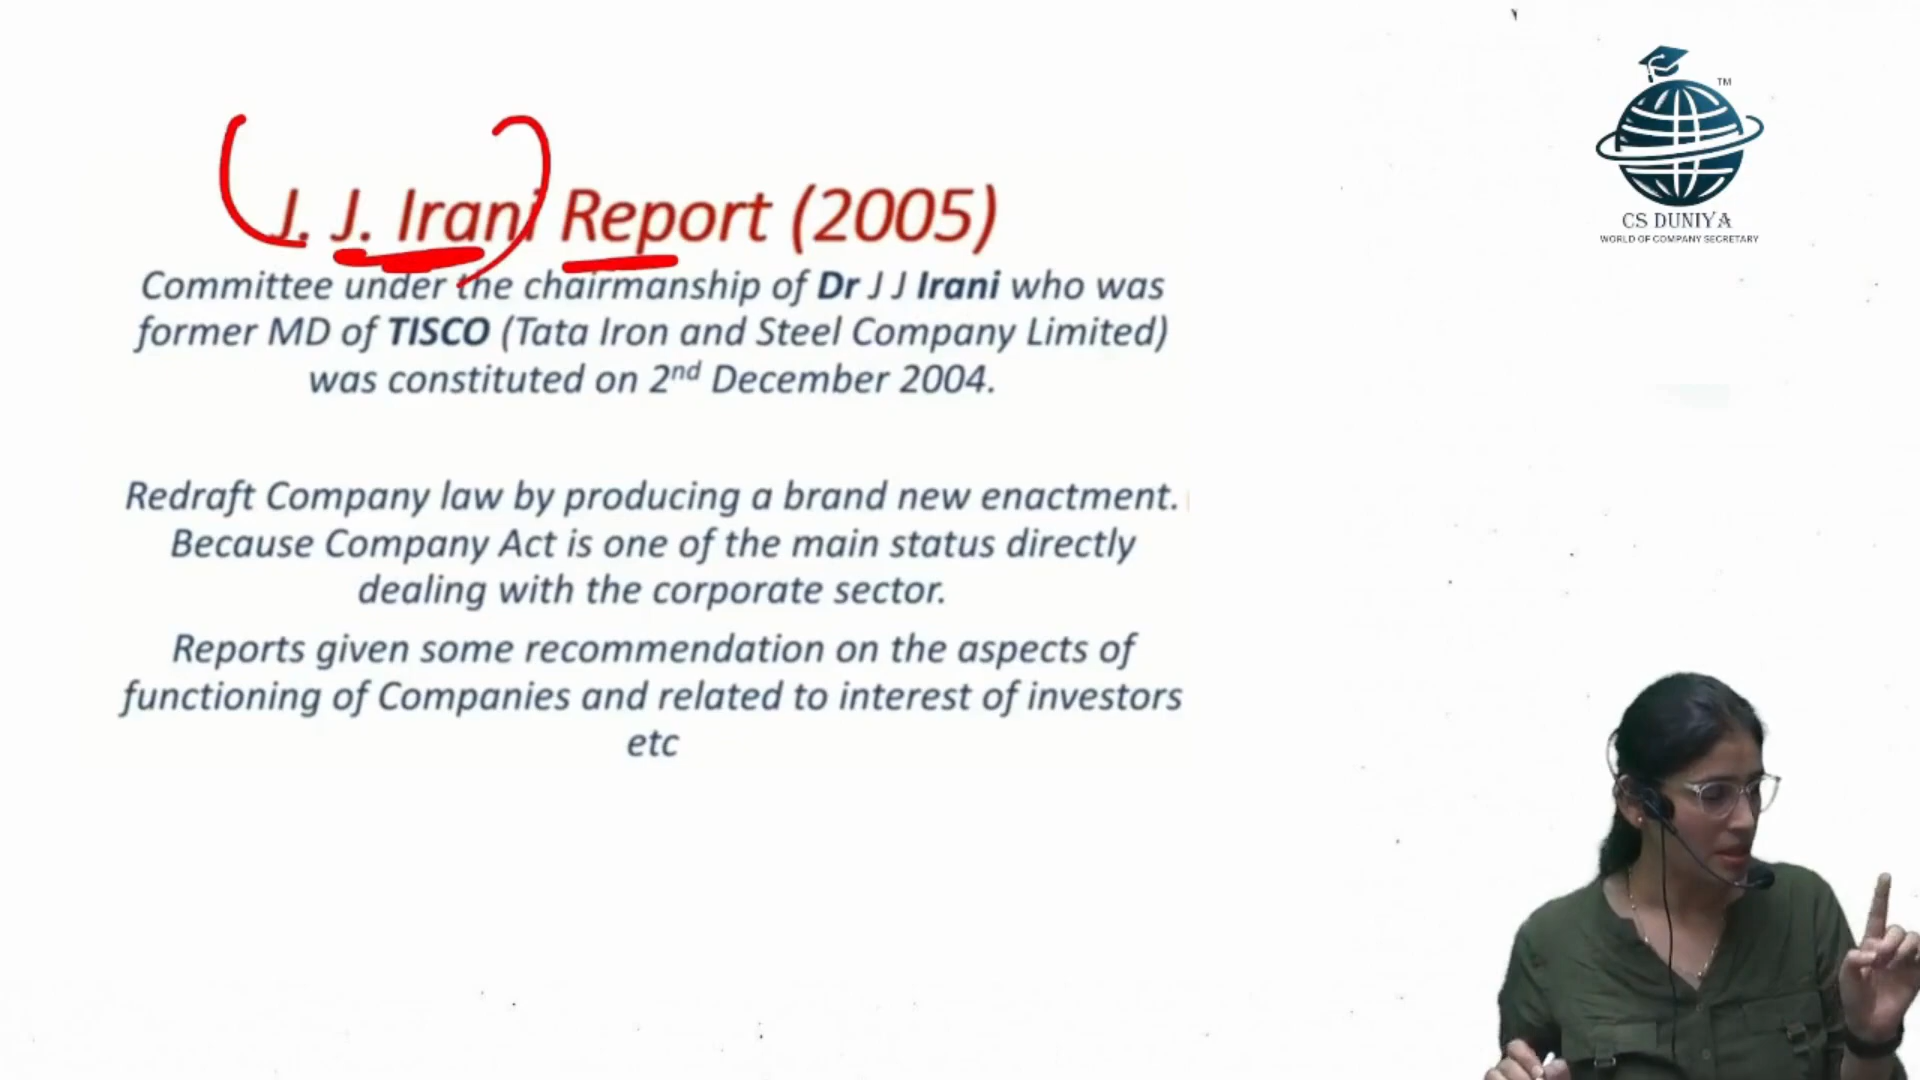 TM
CS DUNIYA
WORLD OF COMPANY SECRETARY
J. J. Irani Report (2005)
Committee under the chairmanship of Dr J J Irani who was
former MD of TISCO (Tata Iron and Steel Company Limited)
was constituted on 2nd December 2004.
Redraft Company law by producing a brand new enactment.
Because Company Act is one of the main status directly
dealing with the corporate sector.
Reports given some recommendation on the aspects of
functioning of Companies and related to interest of investors
etc